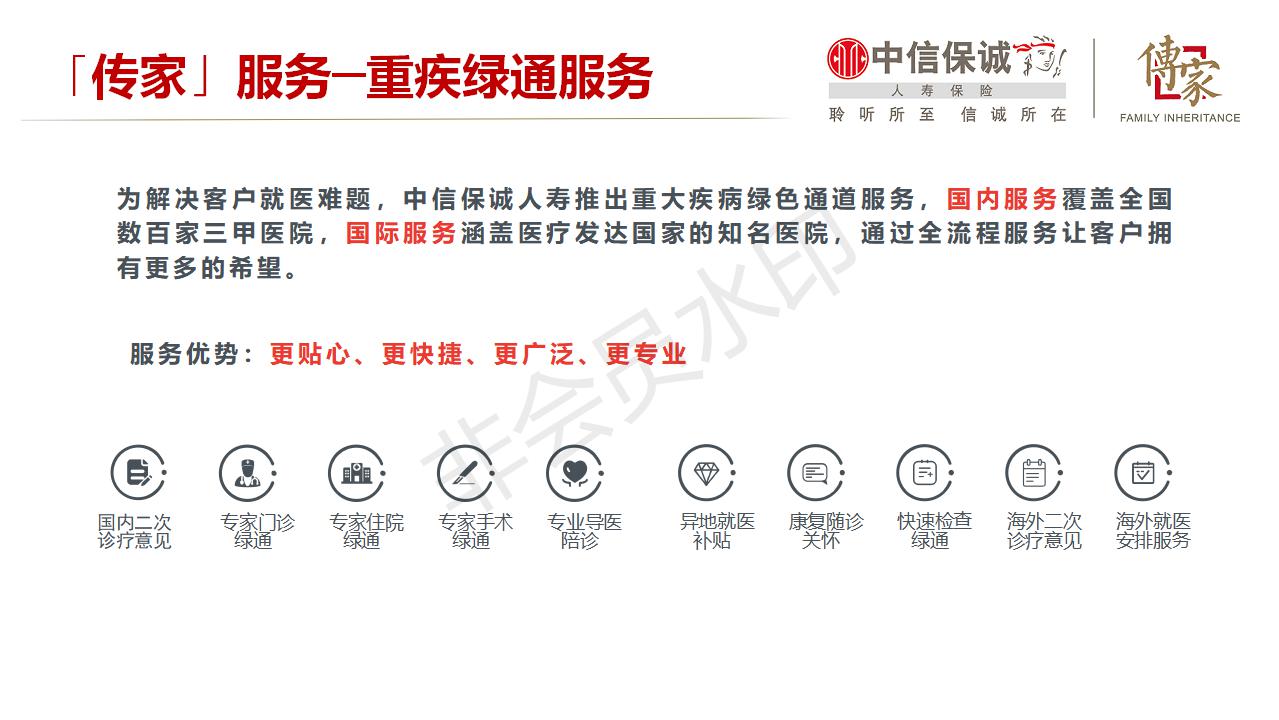 「传家」服务—重疾绿通服务
中信保诚
人寿保险
聆听所至 信诚所在
傳家
FAMILY INHERITANCE
为解决客户就医难题，中信保诚人寿推出重大疾病绿色通道服务，国内服务覆盖全国
数百家三甲医院，国际服务涵盖医疗发达国家的知名医院，通过全流程服务让客户拥
有更多的希望。
服务优势：更贴心、更快捷、更广泛、更专业
非会员水印
国内二次
诊疗意见
专家门诊
绿通
专家住院
绿通
专家手术
绿通
专业导医
陪诊
异地就医
补贴
康复随诊
关怀
快速检查
绿通
海外二次
诊疗意见
海外就医
安排服务